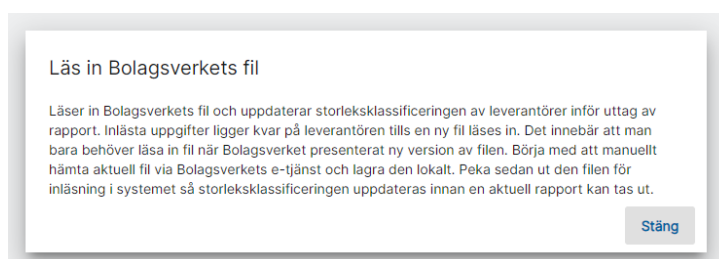 Läs in Bolagsverkets fil
Läser in Bolagsverkets fil och uppdaterar storleksklassificeringen av leverantörer inför uttag av
rapport. Inlästa uppgifter ligger kvar på leverantören tills en ny fil läses in. Det innebär att man
bara behöver läsa in fil när Bolagsverket presenterat ny version av filen. Börja med att manuellt
hämta aktuell fil via Bolagsverkets e-tjänst och lagra den lokalt. Peka sedan ut den filen för
inläsning i systemet så storleksklassificeringen uppdateras innan en aktuell rapport kan tas ut.
Stäng